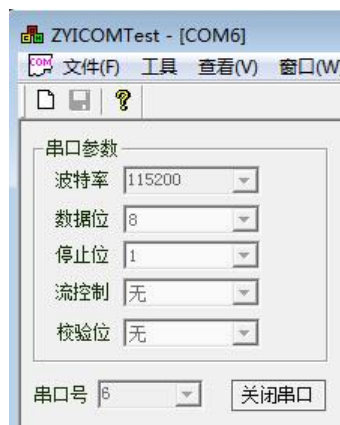 ZYICOMTest - [COM6]
COM 文件(F) 工具 查看(V) 窗口(W
串口参数
波特率 115200
数据位 8
停止位 1
流控制 无
校验位 无
串口号 6 关闭串口